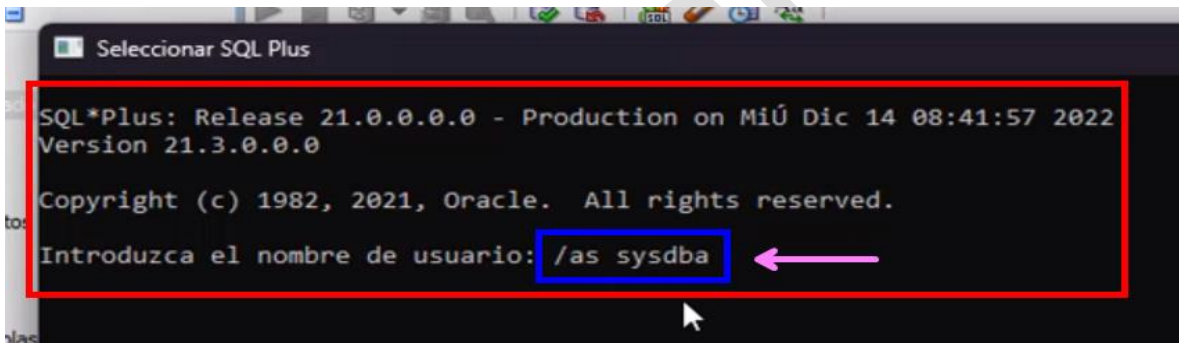 Seleccionar SQL Plus
SQL*Plus: Release 21.0.0.0.0 - Production on MiÚ Dic 14 08:41:57 2022
Version 21.3.0.0.0
Copyright (c) 1982, 2021, Oracle.  All rights reserved.
Introduzca el nombre de usuario: /as sysdba